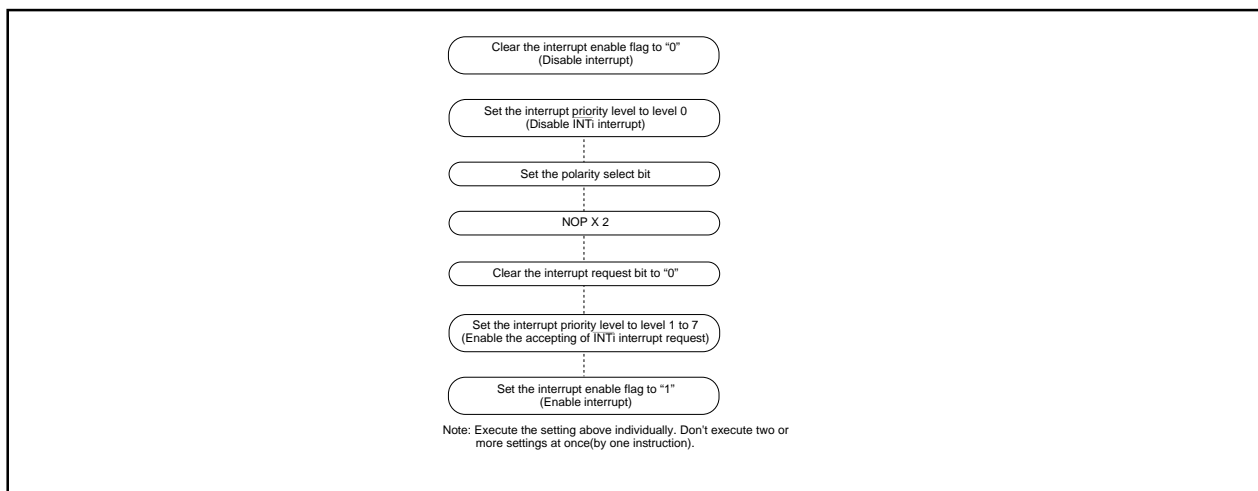 Clear the interrupt enable flag to “0”
(Disable interrupt)
Set the interrupt priority level to level 0
(Disable INTi interrupt)
Set the polarity select bit
NOP X 2
Clear the interrupt request bit to “0”
Set the interrupt priority level to level 1 to 7
(Enable the accepting of INTi interrupt request)
Set the interrupt enable flag to “1”
(Enable interrupt)
Note: Execute the setting above individually. Don’t execute two or
more settings at once(by one instruction).